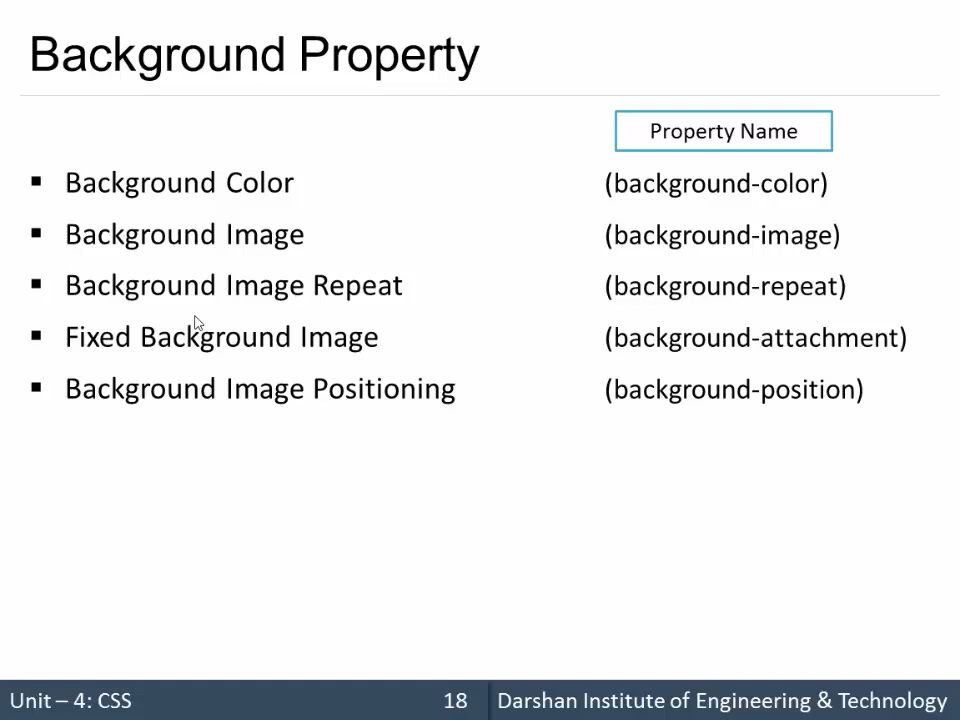 Background Property
Property Name
▪ Background Color (background-color)
▪ Background Image (background-image)
▪ Background Image Repeat (background-repeat)
▪ Fixed Background Image (background-attachment)
▪ Background Image Positioning (background-position)
Unit – 4: CSS 18 Darshan Institute of Engineering & Technology